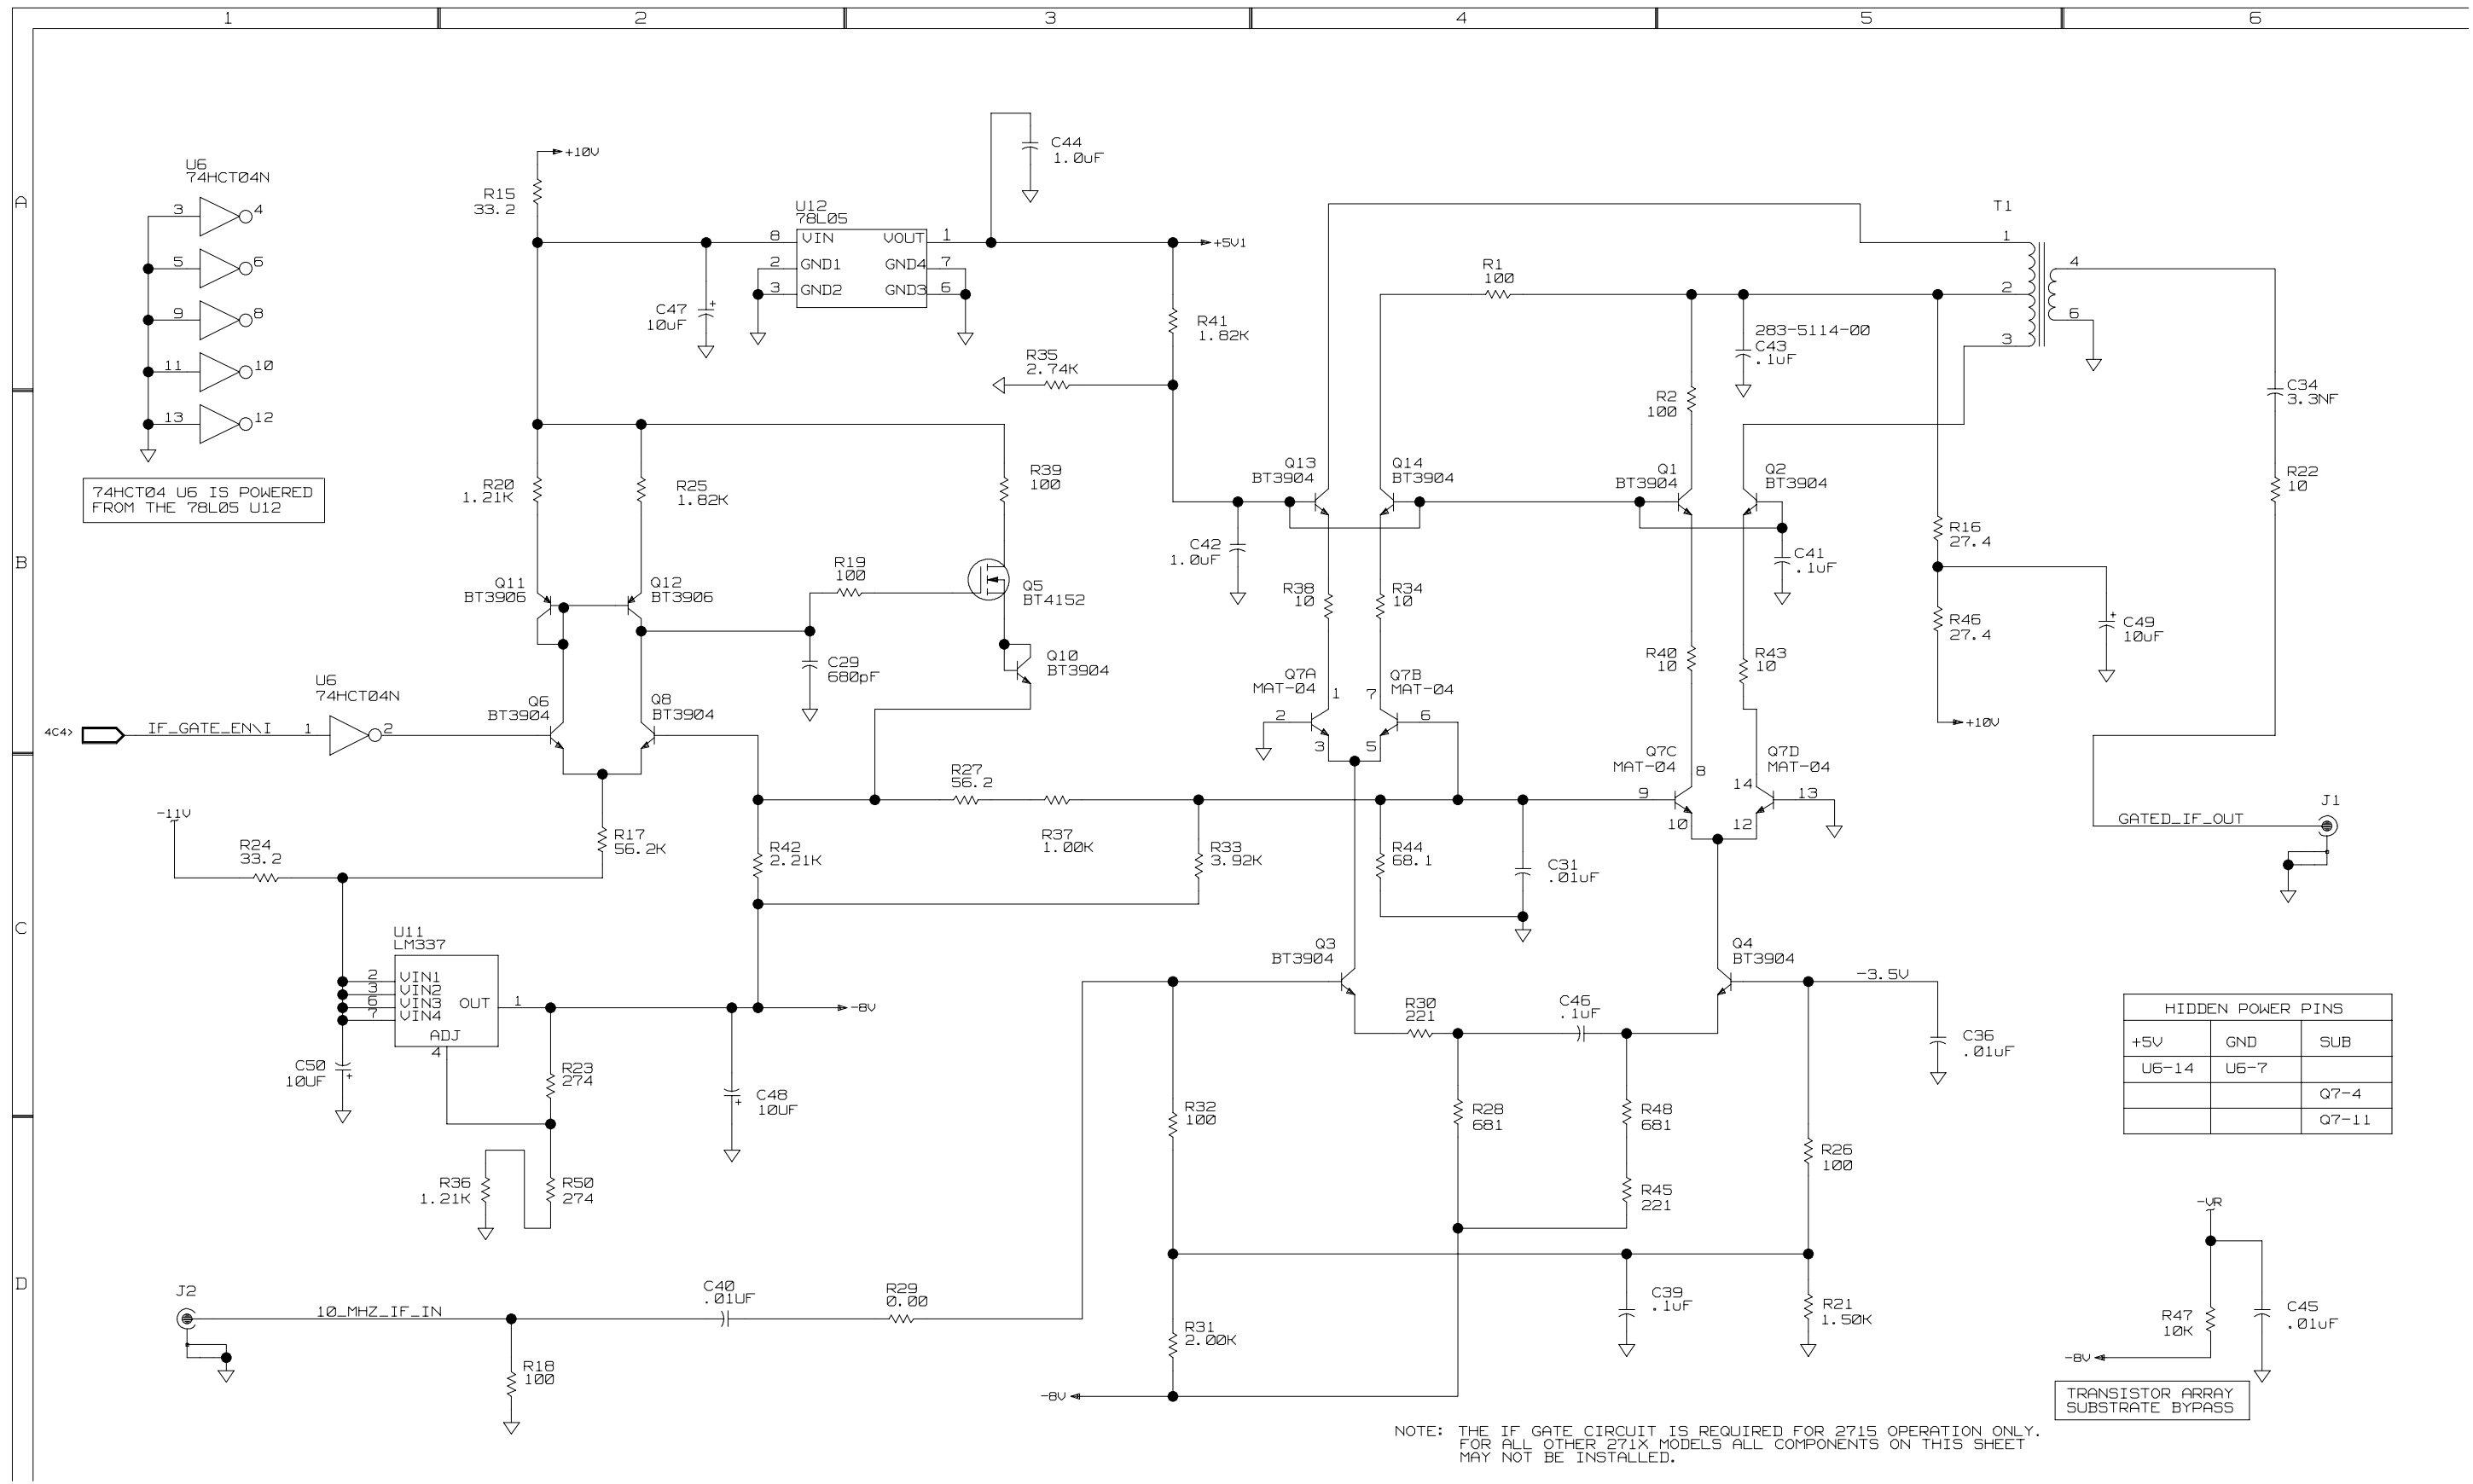 1 2 3 4 5 6
A
B
C
D
U6
74HCT04N
3 4
5 6
9 8
11 10
13 12
74HCT04 U6 IS POWERED
FROM THE 78L05 U12
+10V
R15
33.2
C47
10uF
+
U12
78L05
8 VIN VOUT 1
2 GND1 GND4 7
3 GND2 GND3 6
C44
1.0uF
+5V1
R41
1.82K
R35
2.74K
R20
1.21K
R25
1.82K
R39
100
Q11
BT3906
Q12
BT3906
R19
100
Q5
BT4152
C29
680pF
Q10
BT3904
4C4>
IF_GATE_EN\I
U6
74HCT04N
1 2
Q6
BT3904
Q8
BT3904
R17
56.2K
R27
56.2
R37
1.00K
R42
2.21K
R33
3.92K
-11V
R24
33.2
U11
LM337
2 VIN1
3 VIN2
6 VIN3
7 VIN4
OUT 1
ADJ
4
C50
10UF
+
R23
274
R50
274
R36
1.21K
C48
10UF
+
-8V
J2
10_MHZ_IF_IN
R18
100
C40
.01UF
R29
0.00
T1
1
2
3
4
6
R1
100
283-5114-00
C43
.1uF
R2
100
C34
3.3NF
R22
10
Q13
BT3904
Q14
BT3904
Q1
BT3904
Q2
BT3904
C42
1.0uF
C41
.1uF
R16
27.4
R46
27.4
C49
10uF
+
+10V
R38
10
R34
10
R40
10
R43
10
Q7A
MAT-04
1
2
3
Q7B
MAT-04
7
6
5
Q7C
MAT-04
8
9
10
Q7D
MAT-04
14
13
12
R44
68.1
C31
.01uF
GATED_IF_OUT
J1
Q3
BT3904
Q4
BT3904
-3.5V
C36
.01uF
R30
221
C46
.1uF
R32
100
R28
681
R48
681
R45
221
R26
100
C39
.1uF
R21
1.50K
R31
2.00K
-8V
HIDDEN POWER PINS
+5V GND SUB
U6-14 U6-7
Q7-4
Q7-11
-VR
R47
10K
C45
.01uF
-8V
TRANSISTOR ARRAY
SUBSTRATE BYPASS
NOTE: THE IF GATE CIRCUIT IS REQUIRED FOR 2715 OPERATION ONLY.
FOR ALL OTHER 271X MODELS ALL COMPONENTS ON THIS SHEET
MAY NOT BE INSTALLED.